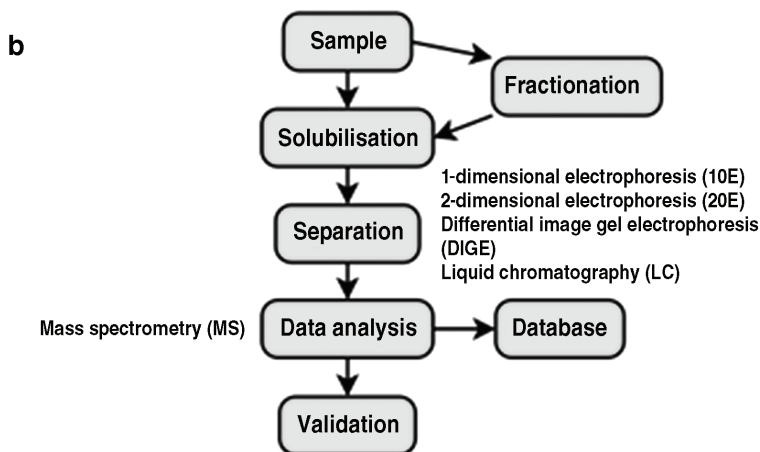 b
Sample
Fractionation
Solubilisation
1-dimensional electrophoresis (10E)
2-dimensional electrophoresis (20E)
Differential image gel electrophoresis
(DIGE)
Liquid chromatography (LC)
Separation
Mass spectrometry (MS)
Data analysis
Database
Validation